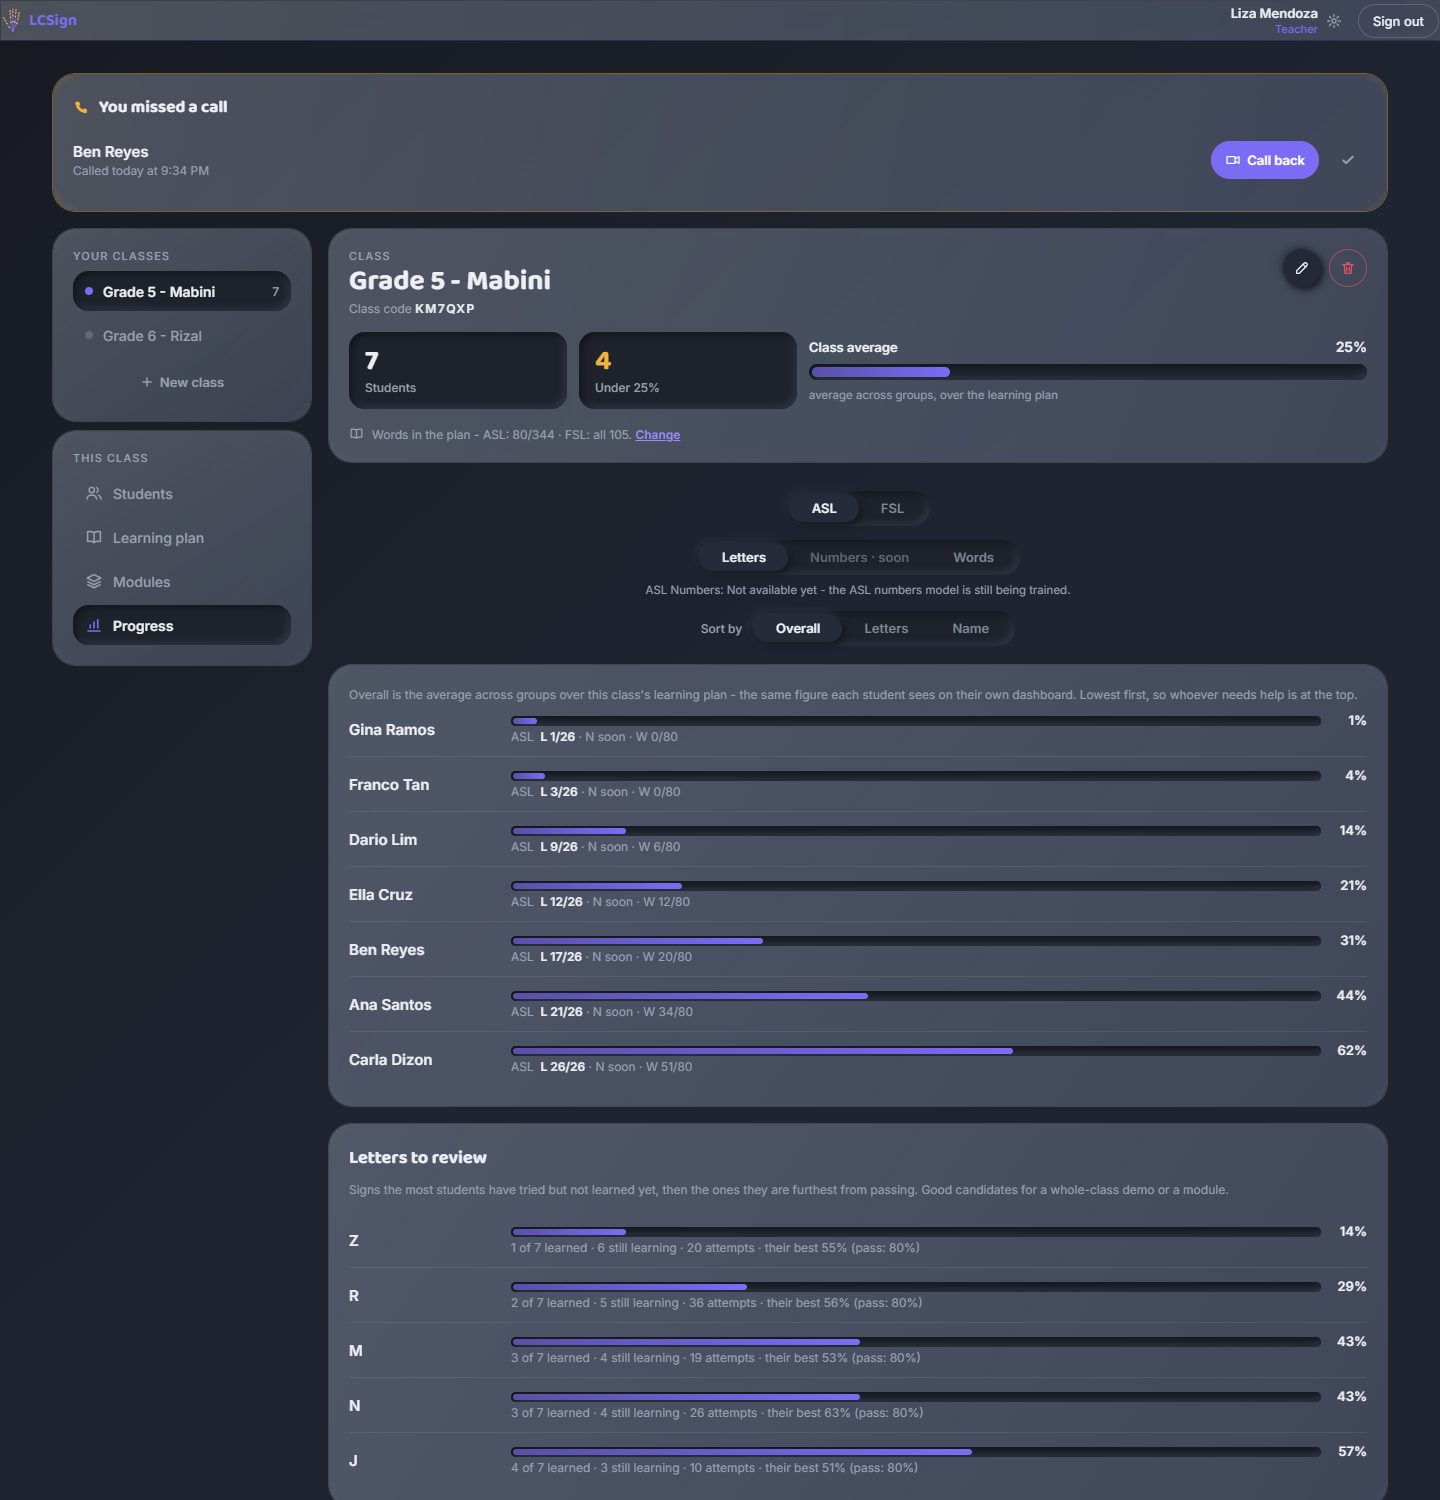 LCSign
Liza Mendoza
Teacher
Sign out
You missed a call
Ben Reyes
Called today at 9:34 PM
Call back
YOUR CLASSES
Grade 5 - Mabini 7
Grade 6 - Rizal
+ New class
THIS CLASS
Students
Learning plan
Modules
Progress
CLASS
Grade 5 - Mabini
Class code KM7QXP
7
Students
4
Under 25%
Class average 25%
average across groups, over the learning plan
Words in the plan - ASL: 80/344 · FSL: all 105. Change
ASL FSL
Letters Numbers · soon Words
ASL Numbers: Not available yet - the ASL numbers model is still being trained.
Sort by Overall Letters Name
Overall is the average across groups over this class's learning plan - the same figure each student sees on their own dashboard. Lowest first, so whoever needs help is at the top.
Gina Ramos 1%
ASL L 1/26 · N soon · W 0/80
Franco Tan 4%
ASL L 3/26 · N soon · W 0/80
Dario Lim 14%
ASL L 9/26 · N soon · W 6/80
Ella Cruz 21%
ASL L 12/26 · N soon · W 12/80
Ben Reyes 31%
ASL L 17/26 · N soon · W 20/80
Ana Santos 44%
ASL L 21/26 · N soon · W 34/80
Carla Dizon 62%
ASL L 26/26 · N soon · W 51/80
Letters to review
Signs the most students have tried but not learned yet, then the ones they are furthest from passing. Good candidates for a whole-class demo or a module.
Z 14%
1 of 7 learned · 6 still learning · 20 attempts · their best 55% (pass: 80%)
R 29%
2 of 7 learned · 5 still learning · 36 attempts · their best 56% (pass: 80%)
M 43%
3 of 7 learned · 4 still learning · 19 attempts · their best 53% (pass: 80%)
N 43%
3 of 7 learned · 4 still learning · 26 attempts · their best 63% (pass: 80%)
J 57%
4 of 7 learned · 3 still learning · 10 attempts · their best 51% (pass: 80%)